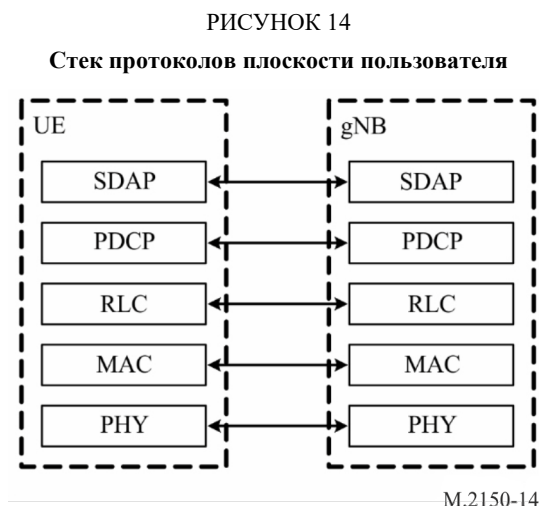 РИСУНОК 14
Стек протоколов плоскости пользователя
UE gNB
SDAP SDAP
PDCP PDCP
RLC RLC
MAC MAC
PHY PHY
M.2150-14